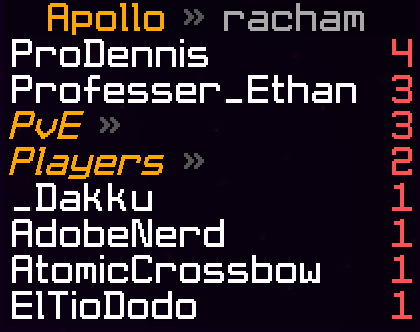 Apollo » racham
ProDennis 4
Professer_Ethan 3
PvE » 3
Players » 2
_Dakku 1
AdobeNerd 1
AtomicCrossbow 1
ElTioDodo 1